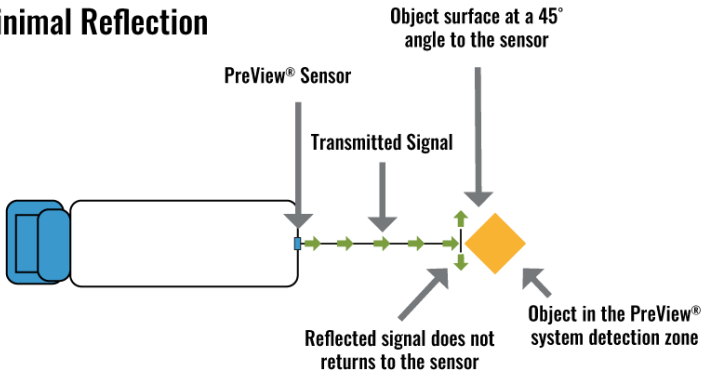 inimal Reflection
Object surface at a 45°
angle to the sensor
PreView® Sensor
Transmitted Signal
Reflected signal does not
returns to the sensor
Object in the PreView®
system detection zone